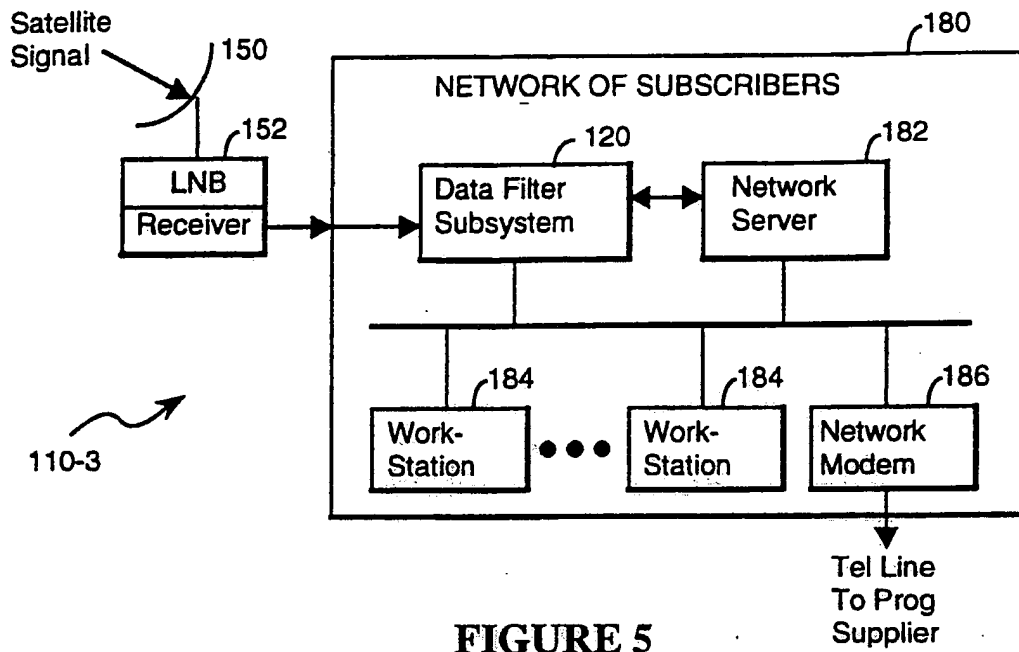 Satellite
Signal
150
152
LNB
Receiver
180
NETWORK OF SUBSCRIBERS
120
Data Filter
Subsystem
182
Network
Server
184
Work-
Station
184
Work-
Station
186
Network
Modem
110-3
Tel Line
To Prog
Supplier
FIGURE 5